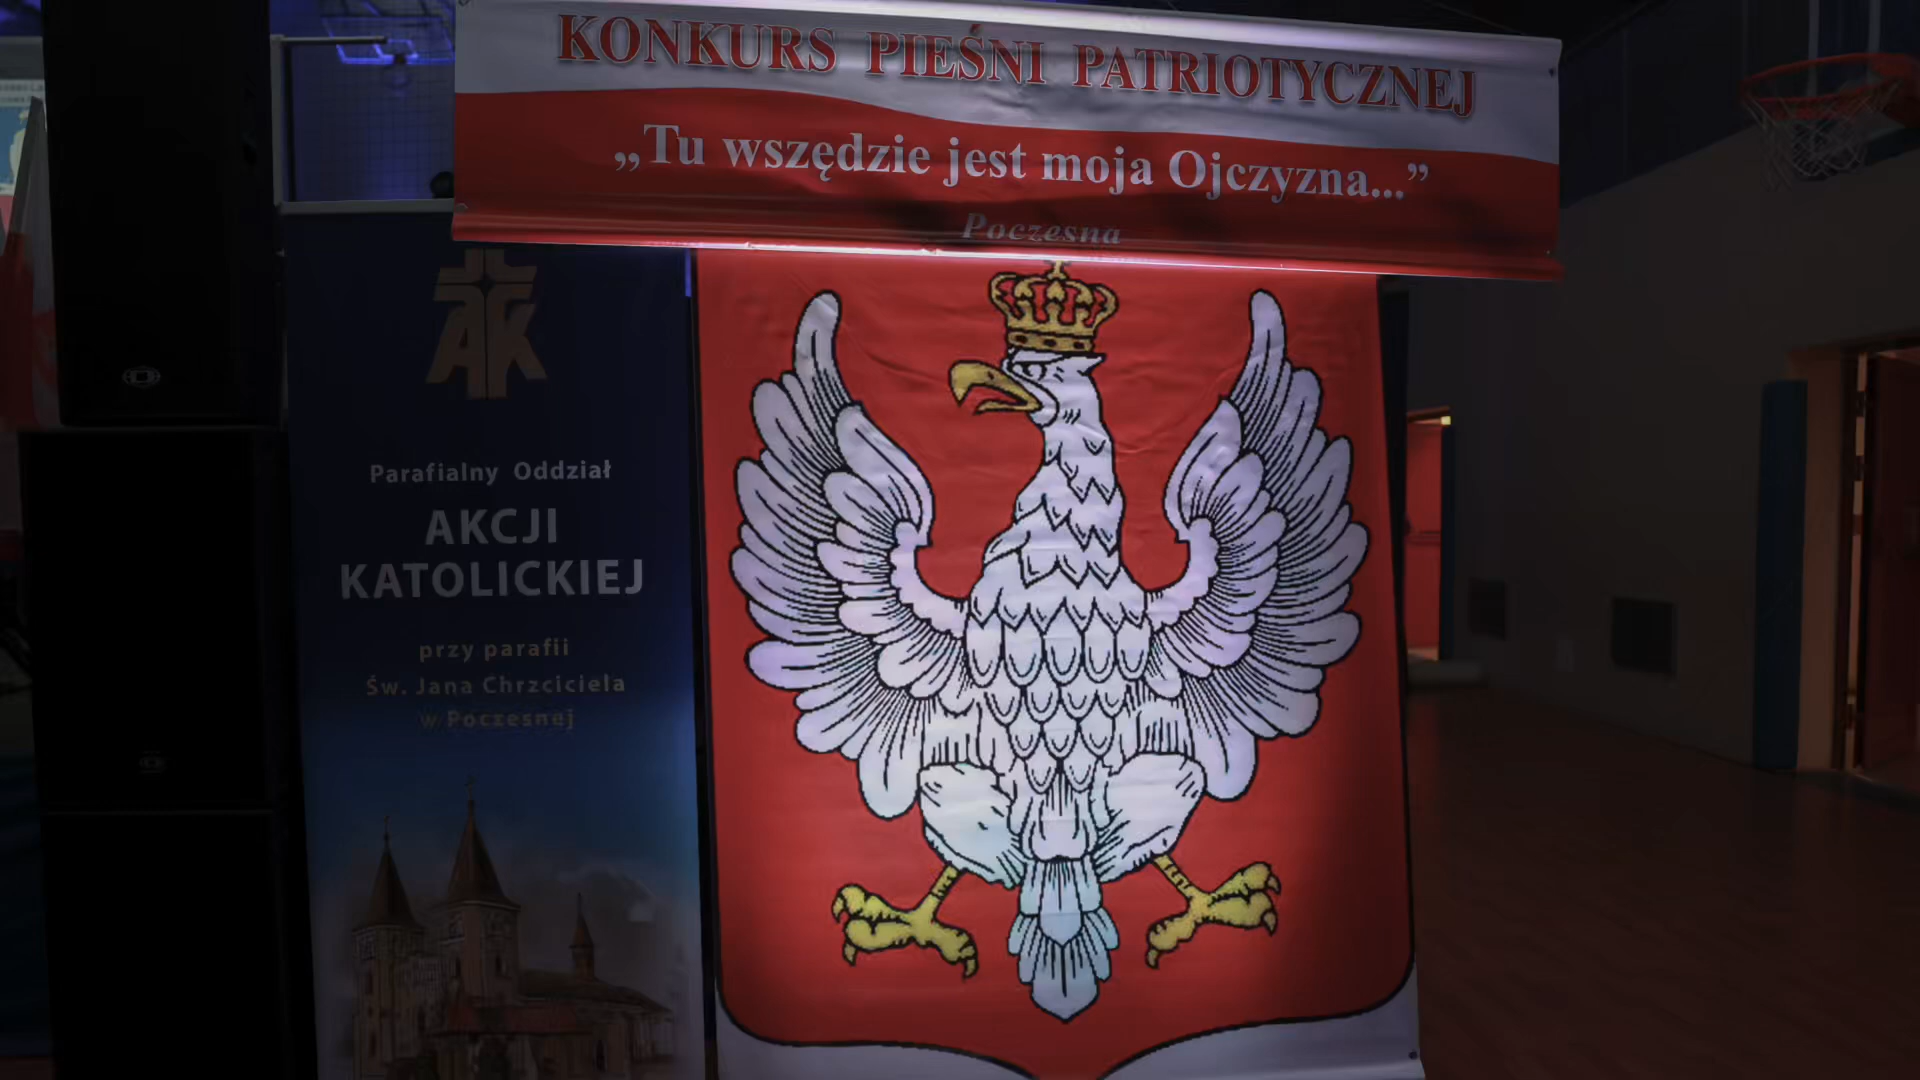 KONKURS PIEŚNI PATRIOTYCZNEJ
„Tu wszędzie jest moja Ojczyzna...”
Poczesna
AK
Parafialny Oddział
AKCJI
KATOLICKIEJ
przy parafii
Św. Jana Chrzciciela
w Poczesnej